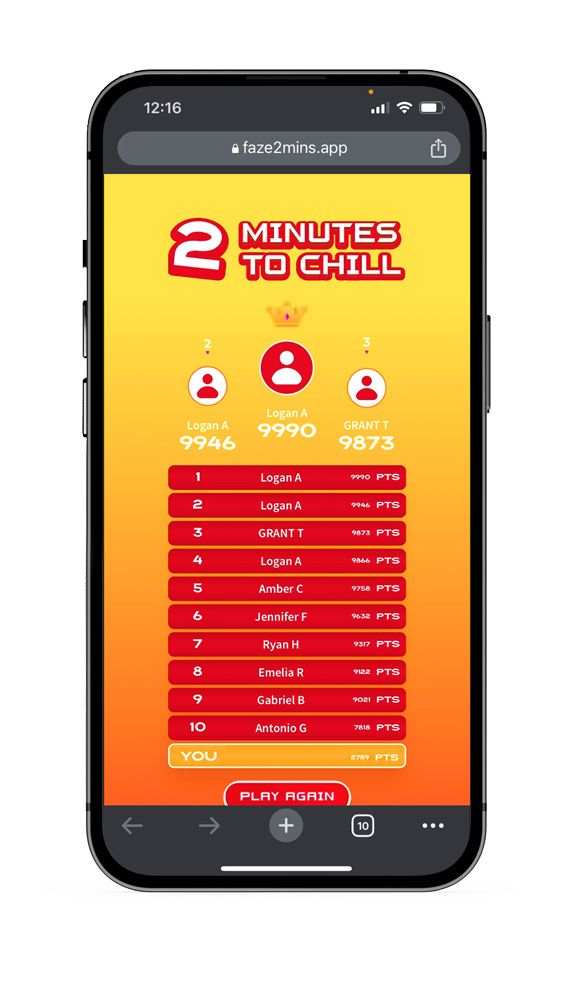 12:16
faze2mins.app
2 MINUTES
TO CHILL
2
3
Logan A
9946
Logan A
9990
GRANT T
9873
1 Logan A 9990 PTS
2 Logan A 9946 PTS
3 GRANT T 9873 PTS
4 Logan A 9866 PTS
5 Amber C 9758 PTS
6 Jennifer F 9632 PTS
7 Ryan H 9317 PTS
8 Emelia R 9122 PTS
9 Gabriel B 9021 PTS
10 Antonio G 7818 PTS
YOU 2789 PTS
PLAY AGAIN
10